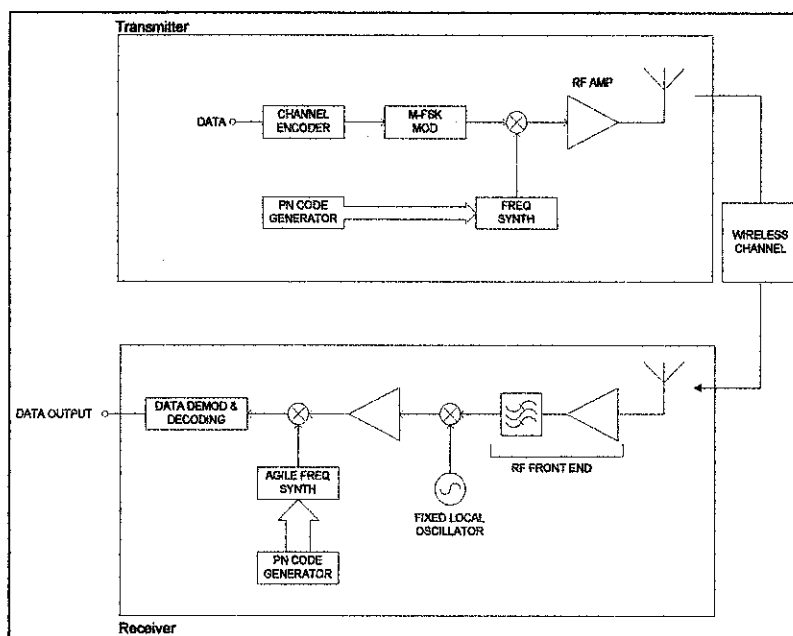 Transmitter
RF AMP
DATA
CHANNEL
ENCODER
M-FSK
MOD
PN CODE
GENERATOR
FREQ
SYNTH
WIRELESS
CHANNEL
DATA OUTPUT
DATA DEMOD &
DECODING
RF FRONT END
AGILE FREQ
SYNTH
FIXED LOCAL
OSCILLATOR
PN CODE
GENERATOR
Receiver